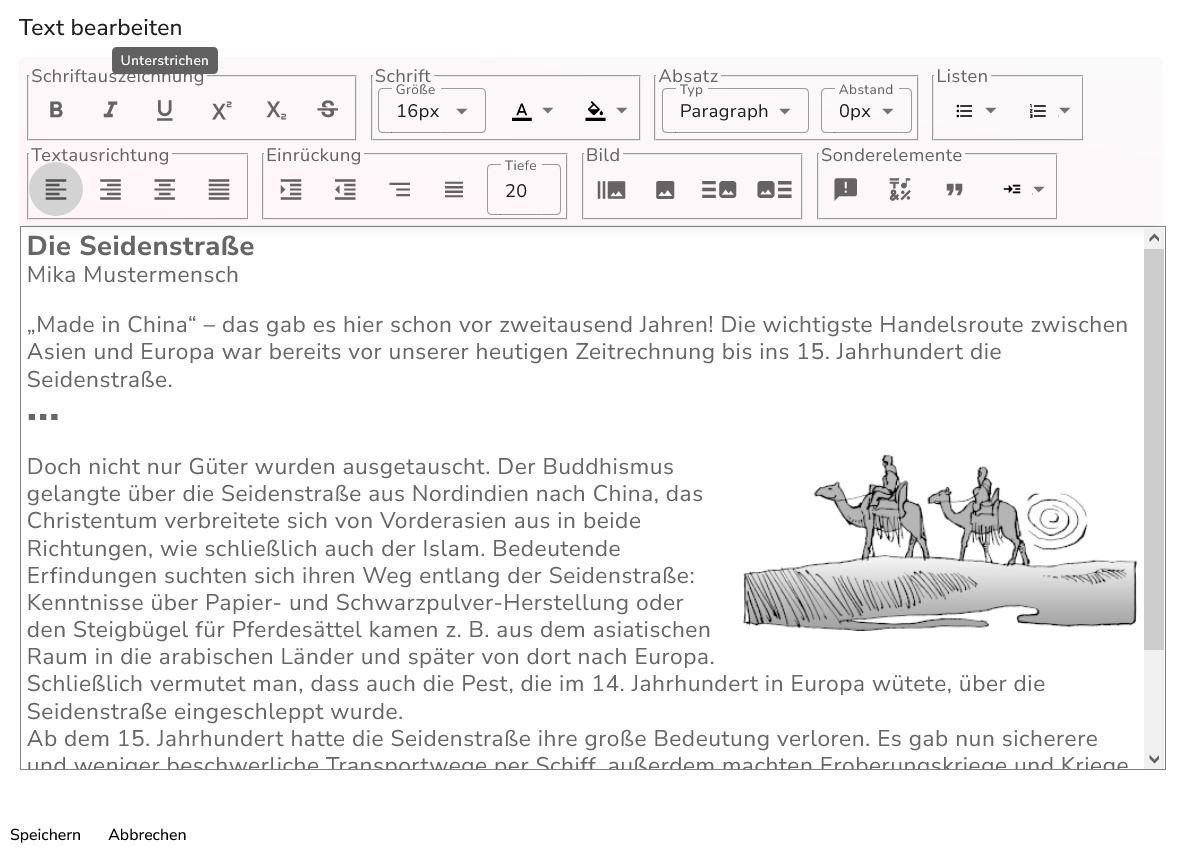 Text bearbeiten
Unterstrichen
Schriftauszeichnung
Schrift
Absatz
Listen
Größe
Typ
Abstand
B I U X² X₂ S
16px
A
Paragraph
0px
Textausrichtung
Einrückung
Bild
Sonderelemente
Tiefe
20
Die Seidenstraße
Mika Mustermensch
„Made in China“ – das gab es hier schon vor zweitausend Jahren! Die wichtigste Handelsroute zwischen
Asien und Europa war bereits vor unserer heutigen Zeitrechnung bis ins 15. Jahrhundert die
Seidenstraße.
...
Doch nicht nur Güter wurden ausgetauscht. Der Buddhismus
gelangte über die Seidenstraße aus Nordindien nach China, das
Christentum verbreitete sich von Vorderasien aus in beide
Richtungen, wie schließlich auch der Islam. Bedeutende
Erfindungen suchten sich ihren Weg entlang der Seidenstraße:
Kenntnisse über Papier- und Schwarzpulver-Herstellung oder
den Steigbügel für Pferdesättel kamen z. B. aus dem asiatischen
Raum in die arabischen Länder und später von dort nach Europa.
Schließlich vermutet man, dass auch die Pest, die im 14. Jahrhundert in Europa wütete, über die
Seidenstraße eingeschleppt wurde.
Ab dem 15. Jahrhundert hatte die Seidenstraße ihre große Bedeutung verloren. Es gab nun sicherere
und weniger beschwerliche Transportwege per Schiff, außerdem machten Eroberungskriege und Kriege
Speichern
Abbrechen